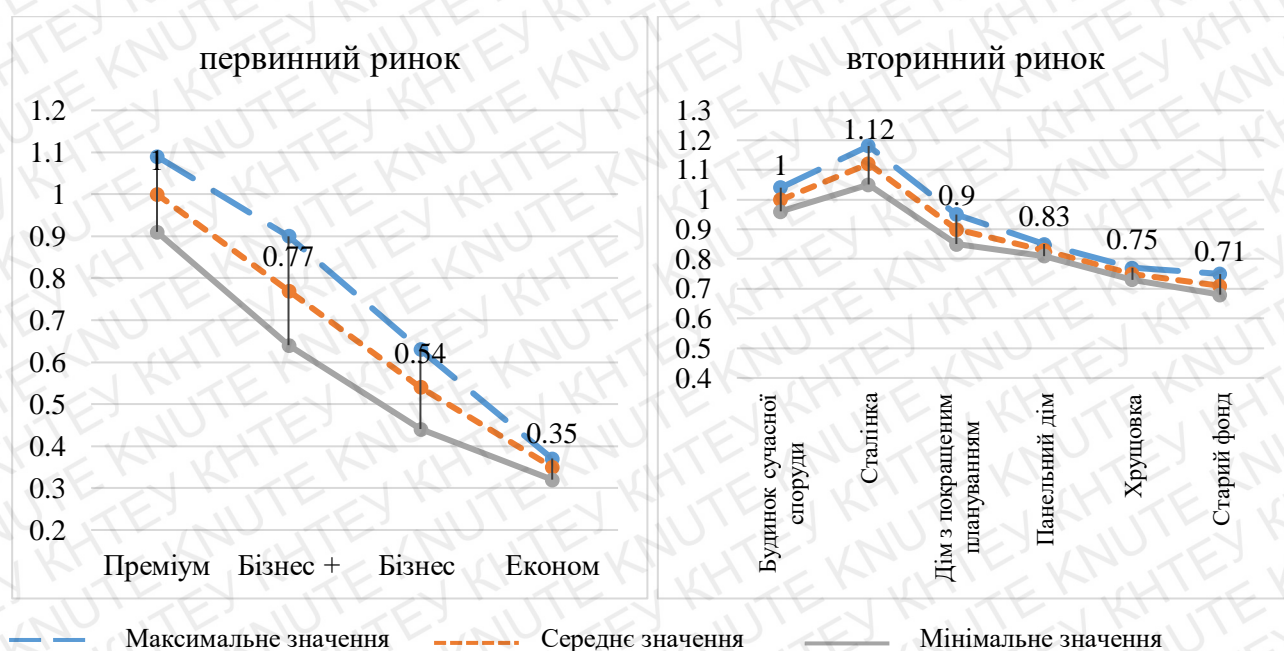 первинний ринок
1.2
1.1
1
0.9
0.8
0.7
0.6
0.5
0.4
0.3
0.2
1
0.77
0.54
0.35
Преміум
Бізнес +
Бізнес
Економ
вторинний ринок
1.3
1.2
1.1
1
0.9
0.8
0.7
0.6
0.5
0.4
1
1.12
0.9
0.83
0.75
0.71
Будинок сучасної
споруди
Сталінка
Дім з покращеним
плануванням
Панельний дім
Хрущовка
Старий фонд
Максимальне значення
Середнє значення
Мінімальне значення
KNUTE КНТЕУ KNUTE КНТЕУ